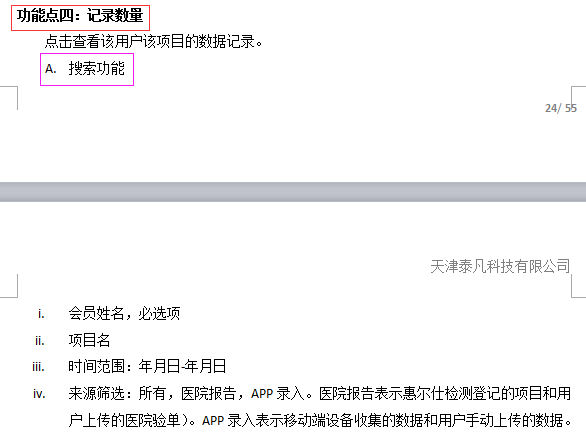 功能点四：记录数量
点击查看该用户该项目的数据记录。
A. 搜索功能
24/ 55
天津泰凡科技有限公司
i. 会员姓名，必选项
ii. 项目名
iii. 时间范围：年月日-年月日
iv. 来源筛选：所有，医院报告，APP 录入。医院报告表示惠尔仕检测登记的项目和用
户上传的医院验单）。APP 录入表示移动端设备收集的数据和用户手动上传的数据。